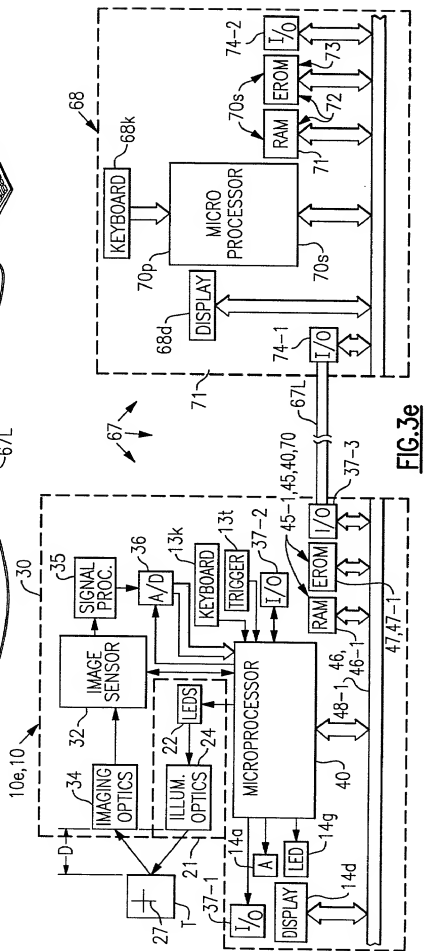 67L
10e, 10
30
IMAGING OPTICS
34
IMAGE SENSOR
32
SIGNAL PROC.
35
A/D
36
KEYBOARD
13k
TRIGGER
13t
I/O
37-2
D
27
T
LEDS
22
ILLUM. OPTICS
24
21
MICROPROCESSOR
40
37-1
I/O
14a
A
LED
14g
DISPLAY
14d
RAM
EROM
I/O
45-1,45,40,70
37-3
48-1
46,
46-1
47,47-1
67
67L
68
KEYBOARD
68k
MICRO PROCESSOR
70p
70s
DISPLAY
68d
71
I/O
74-1
RAM
71
EROM
70s
72
73
I/O
74-2
FIG.3e